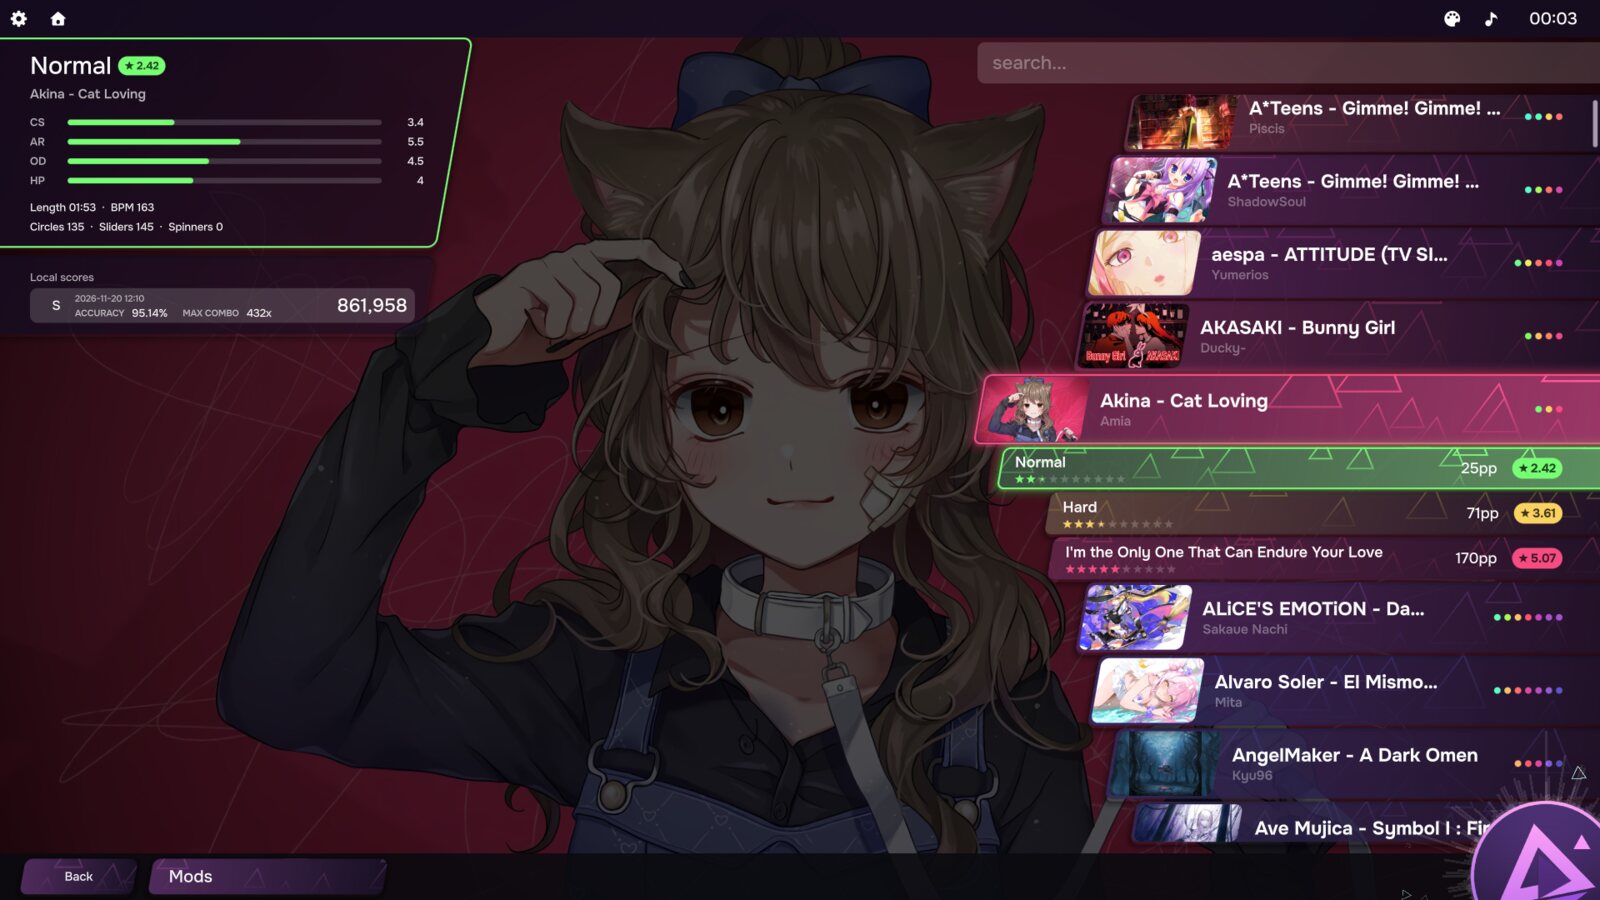 00:03
Normal ★ 2.42
Akina - Cat Loving
CS 3.4
AR 5.5
OD 4.5
HP 4
Length 01:53 · BPM 163
Circles 135 · Sliders 145 · Spinners 0
Local scores
S 2026-11-20 12:10 861,958
ACCURACY 95.14% MAX COMBO 432x
search...
A*Teens - Gimme! Gimme! ...
Piscis
A*Teens - Gimme! Gimme! ...
ShadowSoul
aespa - ATTITUDE (TV SI...
Yumerios
Bunny Girl AKASAKI
AKASAKI - Bunny Girl
Ducky-
Akina - Cat Loving
Amia
Normal 25pp ★ 2.42
Hard 71pp ★ 3.61
I'm the Only One That Can Endure Your Love 170pp ★ 5.07
ALiCE'S EMOTiON - Da...
Sakaue Nachi
Alvaro Soler - El Mismo...
Mita
AngelMaker - A Dark Omen
Kyu96
Ave Mujica - Symbol I : Fir
Back
Mods